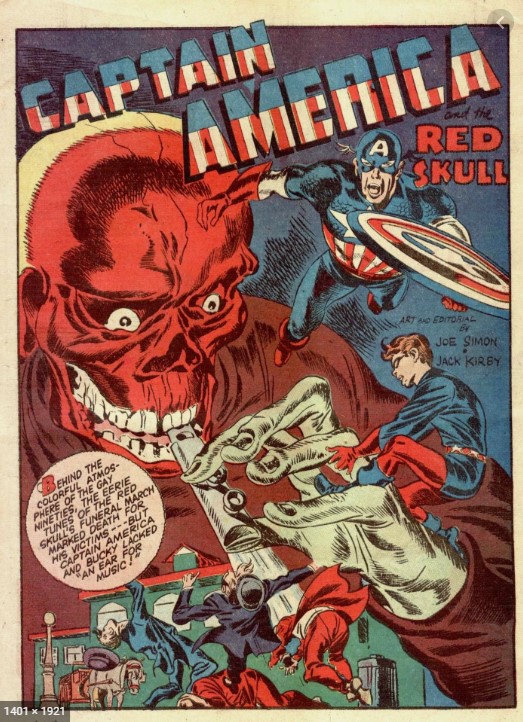 CAPTAIN
AMERICA
and the
RED
SKULL
A
ART AND EDITORIAL
BY
JOE SIMON
•
JACK KIRBY
BEHIND THE
COLORFUL ATMOS-
PHERE OF THE GAY
NINETIES, THE EERIE
TUNES OF THE RED
SKULL'S FUNERAL MARCH
MARKED DEATH FOR
HIS VICTIMS --- BUT
CAPTAIN AMERICA
AND BUCKY LACKED
"AN EAR FOR
MUSIC!"
1401 × 1921